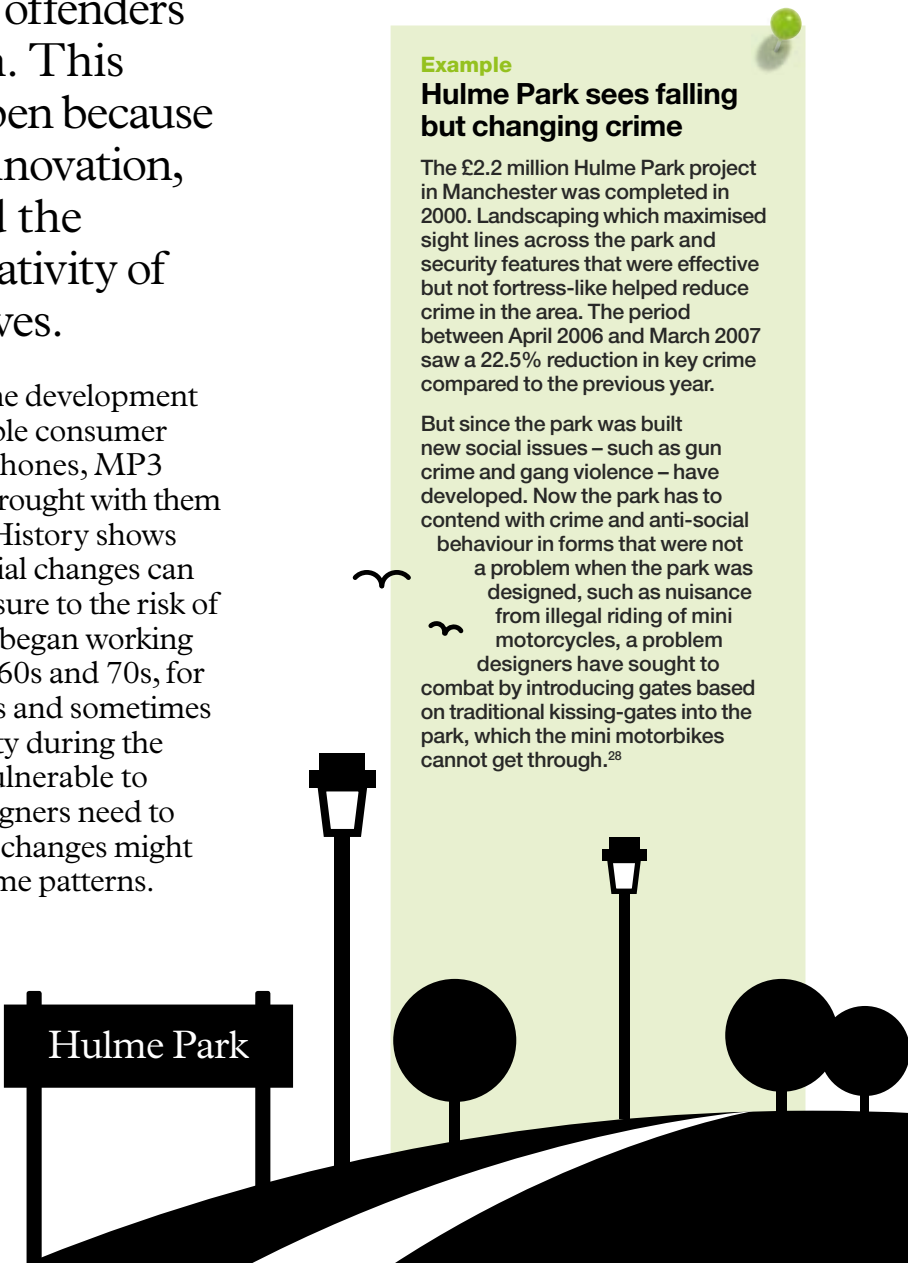 offenders
. This
pen because
novation,
the
ativity of
ves.
ne development
ble consumer
hones, MP3
rought with them
History shows
ial changes can
sure to the risk of
began working
60s and 70s, for
s and sometimes
ty during the
ulnerable to
gners need to
changes might
me patterns.
Example
Hulme Park sees falling
but changing crime
The £2.2 million Hulme Park project
in Manchester was completed in
2000. Landscaping which maximised
sight lines across the park and
security features that were effective
but not fortress-like helped reduce
crime in the area. The period
between April 2006 and March 2007
saw a 22.5% reduction in key crime
compared to the previous year.
But since the park was built
new social issues – such as gun
crime and gang violence – have
developed. Now the park has to
contend with crime and anti-social
behaviour in forms that were not
a problem when the park was
designed, such as nuisance
from illegal riding of mini
motorcycles, a problem
designers have sought to
combat by introducing gates based
on traditional kissing-gates into the
park, which the mini motorbikes
cannot get through.²⁸
Hulme Park